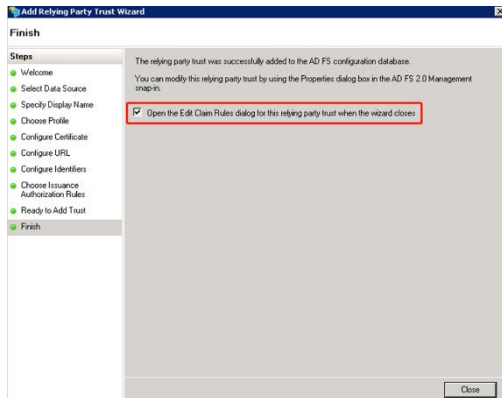 Add Relying Party Trust Wizard
Finish
Steps
Welcome
Select Data Source
Specify Display Name
Choose Profile
Configure Certificate
Configure URL
Configure Identifiers
Choose Issuance
Authorization Rules
Ready to Add Trust
Finish
The relying party trust was successfully added to the AD FS configuration database.
You can modify this relying party trust by using the Properties dialog box in the AD FS 2.0 Management
snap-in.
Open the Edit Claim Rules dialog for this relying party trust when the wizard closes
Close